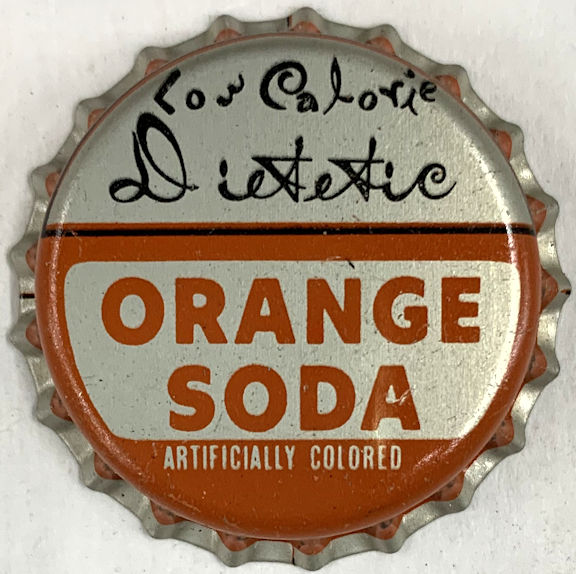 Low Calorie
Dietetic
ORANGE
SODA
ARTIFICIALLY COLORED